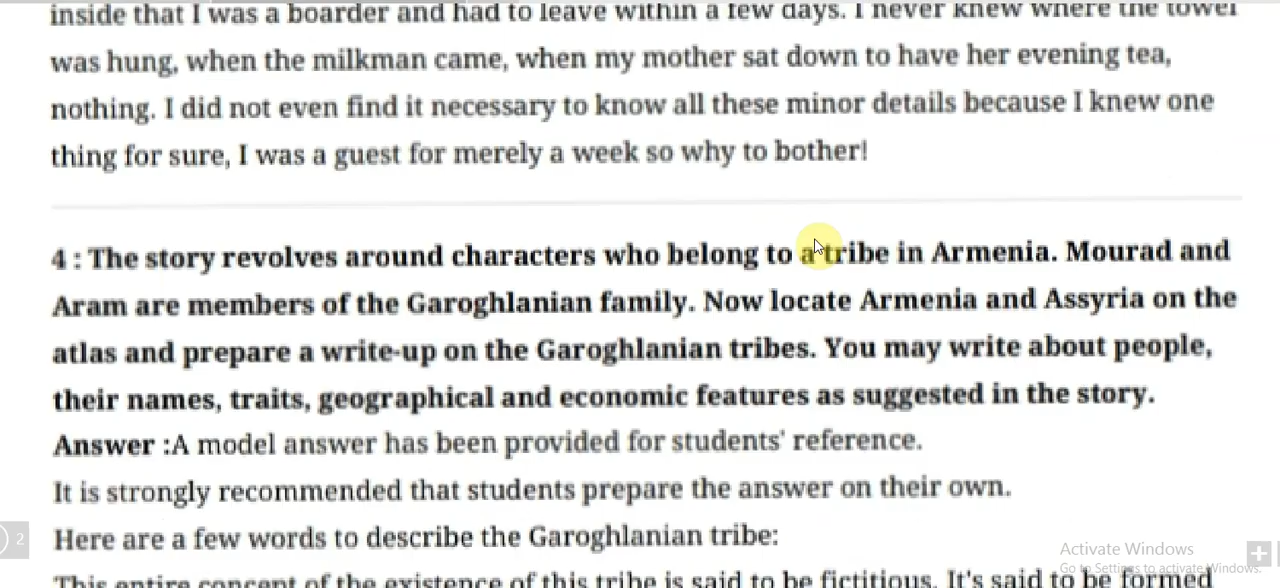 inside that I was a boarder and had to leave within a few days. I never knew where the towel
was hung, when the milkman came, when my mother sat down to have her evening tea,
nothing. I did not even find it necessary to know all these minor details because I knew one
thing for sure, I was a guest for merely a week so why to bother!
4 : The story revolves around characters who belong to a tribe in Armenia. Mourad and
Aram are members of the Garoghlanian family. Now locate Armenia and Assyria on the
atlas and prepare a write-up on the Garoghlanian tribes. You may write about people,
their names, traits, geographical and economic features as suggested in the story.
Answer :A model answer has been provided for students' reference.
It is strongly recommended that students prepare the answer on their own.
2
Here are a few words to describe the Garoghlanian tribe:
Activate Windows
Go to Settings to activate Windows.
This entire concept of the existence of this tribe is said to be fictitious. It's said to be formed